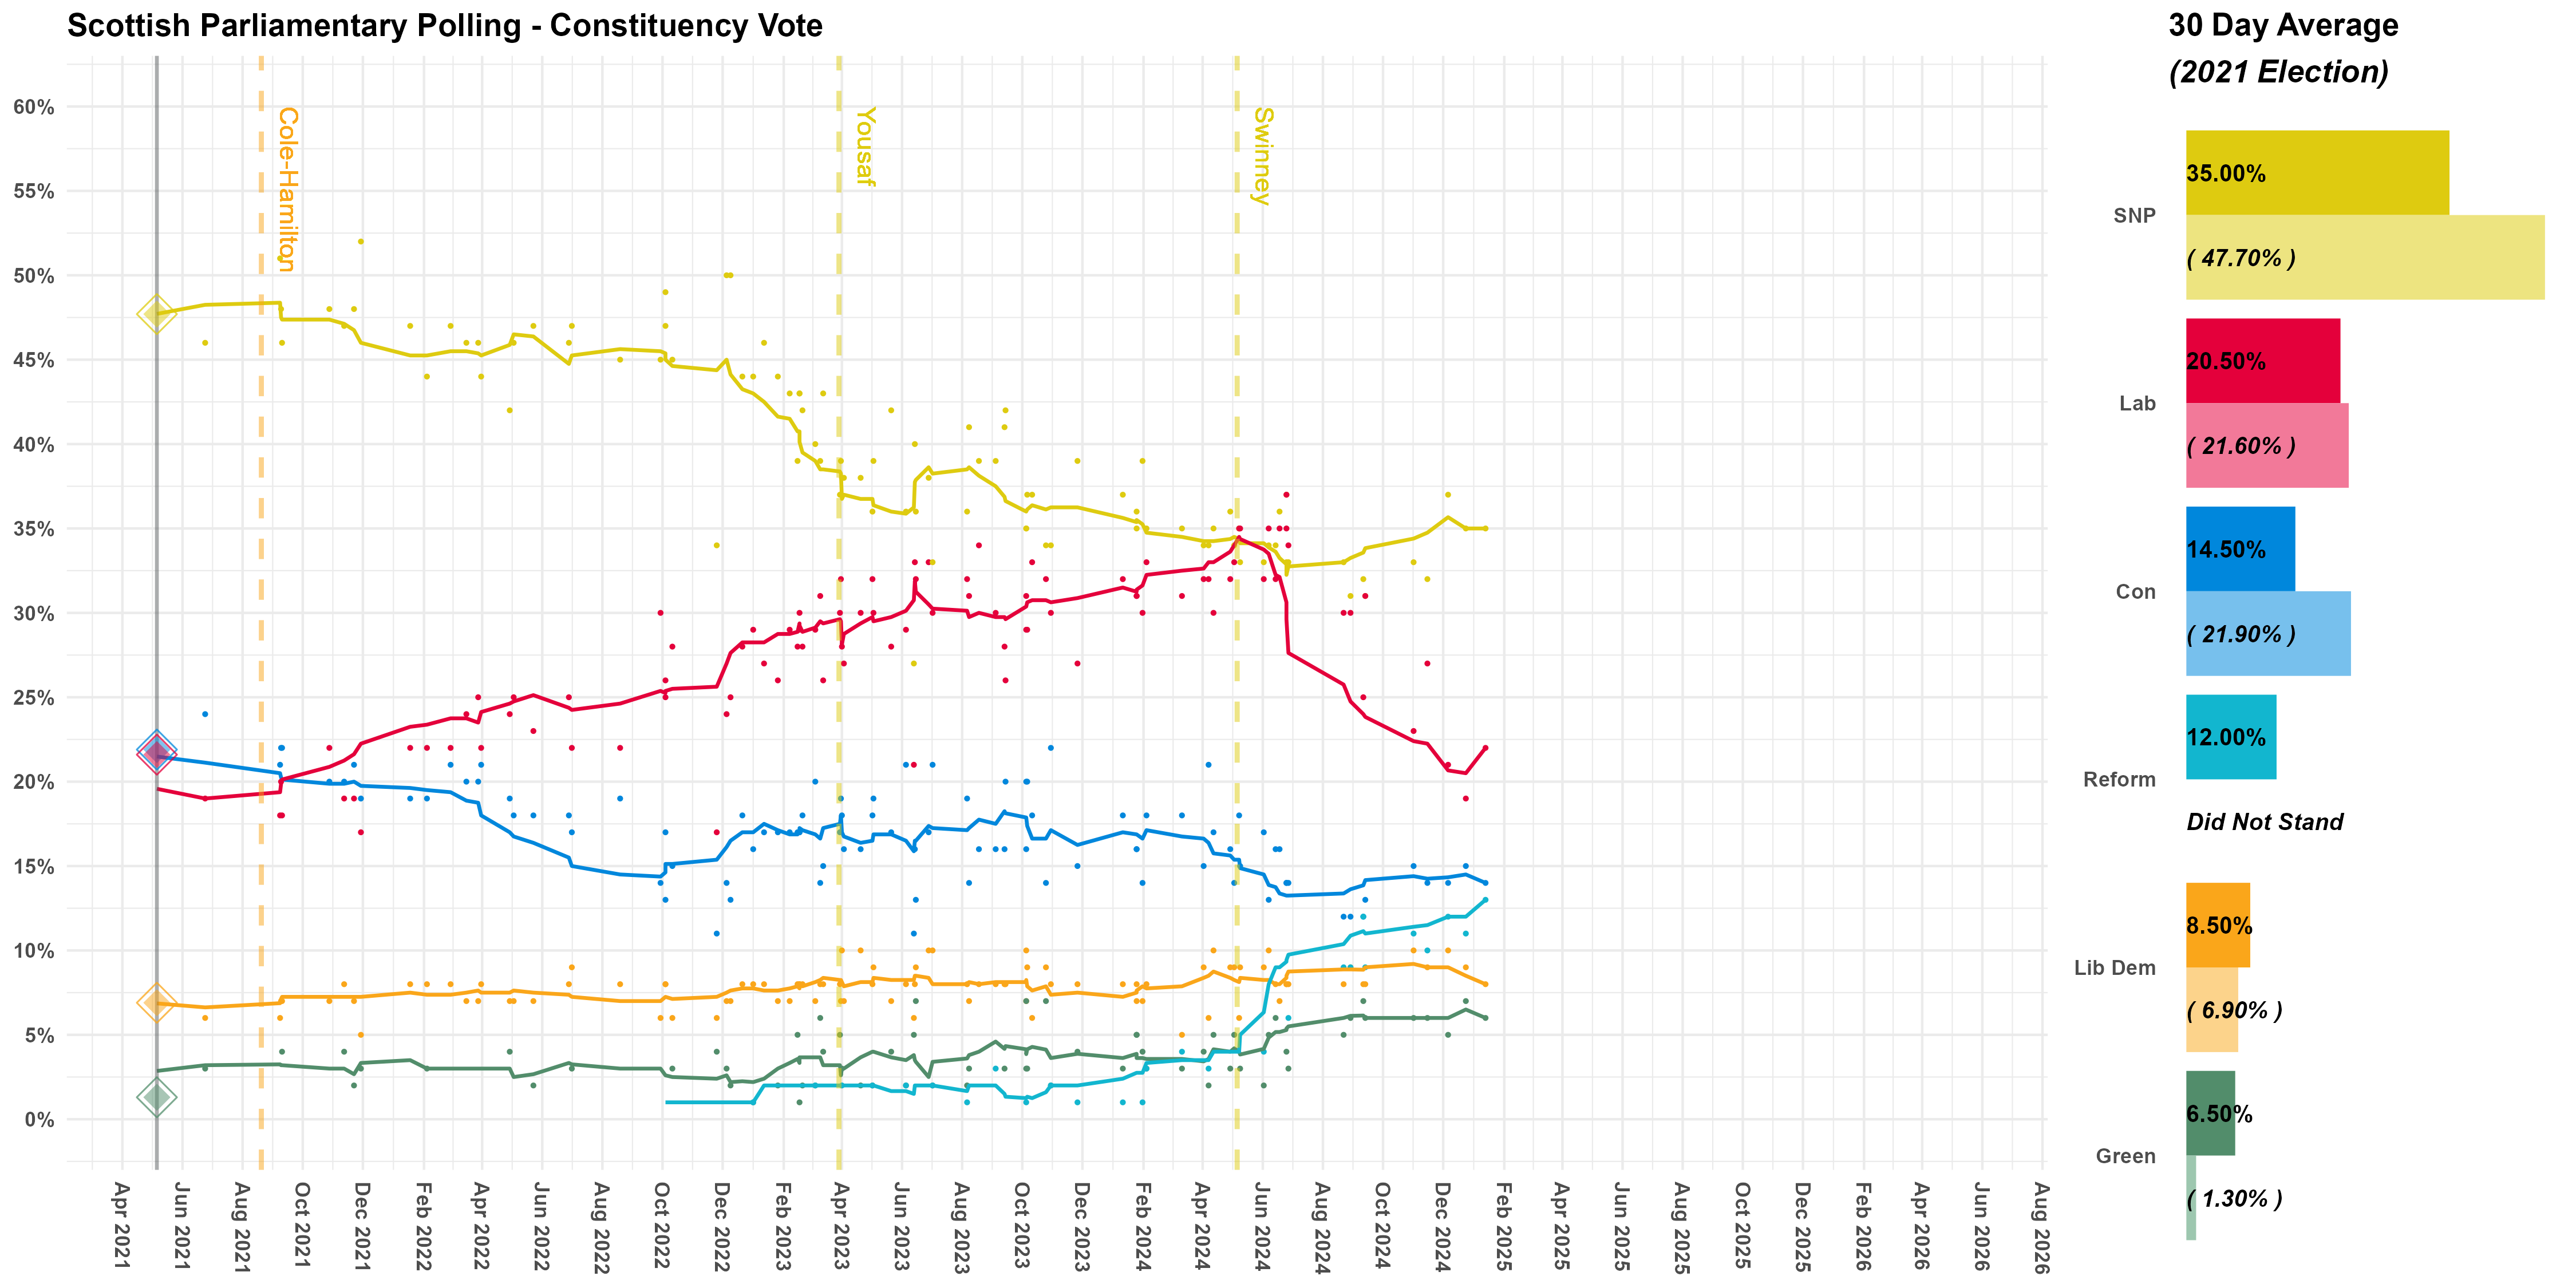 Scottish Parliamentary Polling - Constituency Vote
60%
55%
50%
45%
40%
35%
30%
25%
20%
15%
10%
5%
0%
Cole-Hamilton
Yousaf
Swinney
Apr 2021
Jun 2021
Aug 2021
Oct 2021
Dec 2021
Feb 2022
Apr 2022
Jun 2022
Aug 2022
Oct 2022
Dec 2022
Feb 2023
Apr 2023
Jun 2023
Aug 2023
Oct 2023
Dec 2023
Feb 2024
Apr 2024
Jun 2024
Aug 2024
Oct 2024
Dec 2024
Feb 2025
Apr 2025
Jun 2025
Aug 2025
Oct 2025
Dec 2025
Feb 2026
Apr 2026
Jun 2026
Aug 2026
30 Day Average
(2021 Election)
SNP
35.00%
( 47.70% )
Lab
20.50%
( 21.60% )
Con
14.50%
( 21.90% )
Reform
12.00%
Did Not Stand
Lib Dem
8.50%
( 6.90% )
Green
6.50%
( 1.30% )